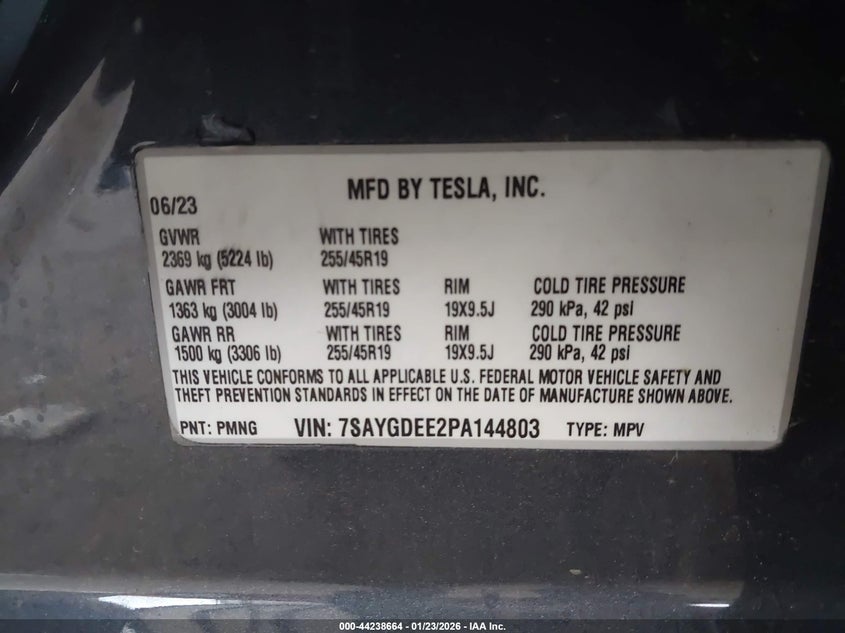 MFD BY TESLA, INC.
06/23
GVWR WITH TIRES
2369 kg (5224 lb) 255/45R19
GAWR FRT WITH TIRES RIM COLD TIRE PRESSURE
1363 kg (3004 lb) 255/45R19 19X9.5J 290 kPa, 42 psi
GAWR RR WITH TIRES RIM COLD TIRE PRESSURE
1500 kg (3306 lb) 255/45R19 19X9.5J 290 kPa, 42 psi
THIS VEHICLE CONFORMS TO ALL APPLICABLE U.S. FEDERAL MOTOR VEHICLE SAFETY AND
THEFT PREVENTION STANDARDS IN EFFECT ON THE DATE OF MANUFACTURE SHOWN ABOVE.
PNT: PMNG VIN: 7SAYGDEE2PA144803 TYPE: MPV
000-44238664 - 01/23/2026 - IAA Inc.